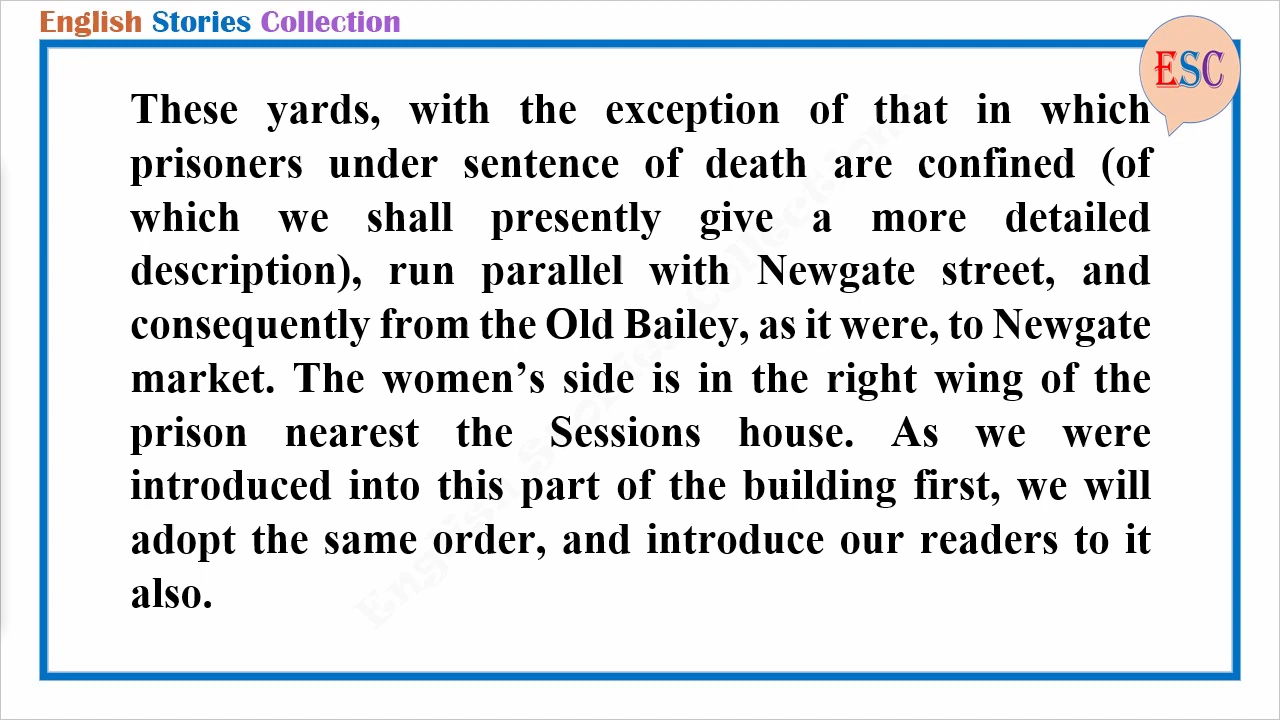 English Stories Collection
ESC
These yards, with the exception of that in which
prisoners under sentence of death are confined (of
which we shall presently give a more detailed
description), run parallel with Newgate street, and
consequently from the Old Bailey, as it were, to Newgate
market. The women’s side is in the right wing of the
prison nearest the Sessions house. As we were
introduced into this part of the building first, we will
adopt the same order, and introduce our readers to it
also.
English Stories Collection